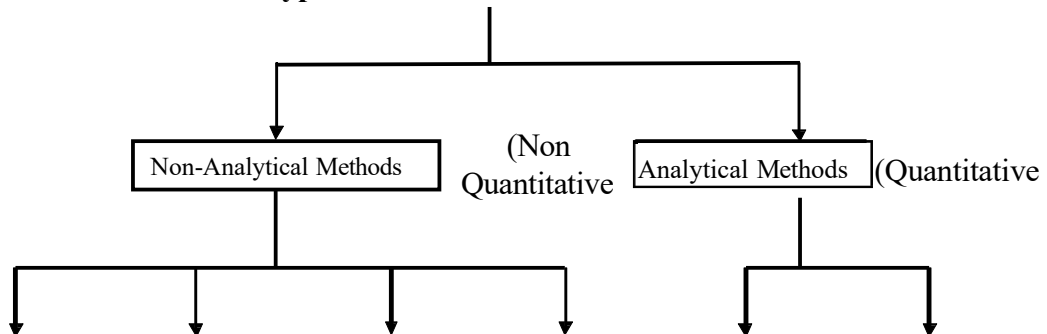 Non-Analytical Methods
(Non
Quantitative
Analytical Methods
(Quantitative